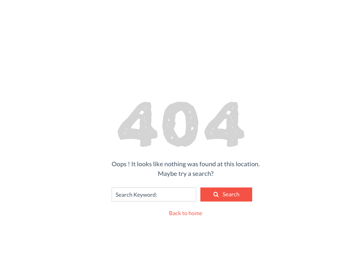 404
Oops ! It looks like nothing was found at this location.
Maybe try a search?
Search Keyword:
Search
Back to home